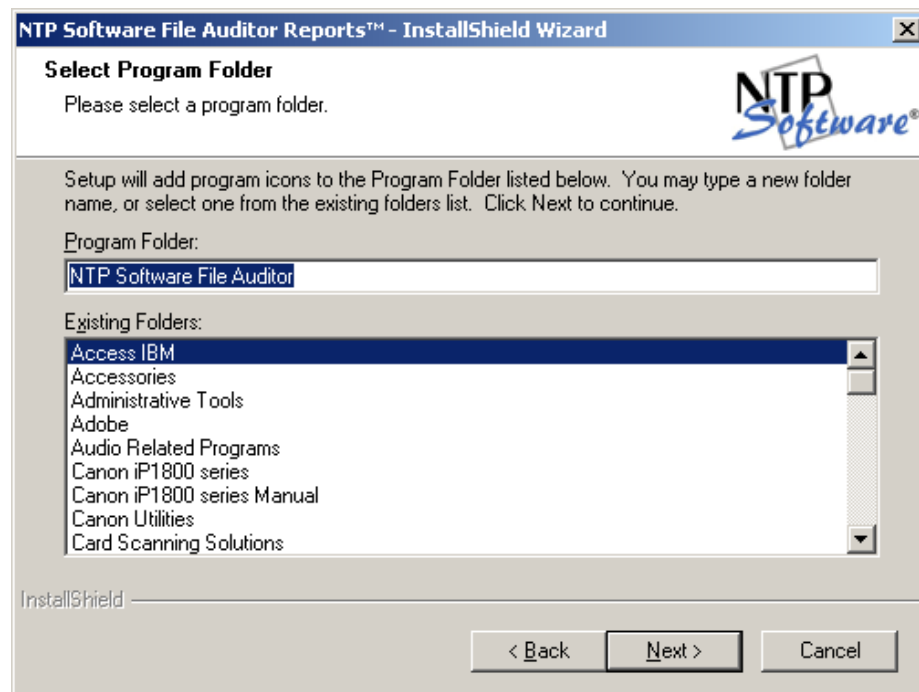 NTP Software File Auditor Reports™ - InstallShield Wizard
Select Program Folder
Please select a program folder.
NTP
Software®
Setup will add program icons to the Program Folder listed below. You may type a new folder
name, or select one from the existing folders list. Click Next to continue.
Program Folder:
NTP Software File Auditor
Existing Folders:
Access IBM
Accessories
Administrative Tools
Adobe
Audio Related Programs
Canon iP1800 series
Canon iP1800 series Manual
Canon Utilities
Card Scanning Solutions
InstallShield
< Back
Next >
Cancel